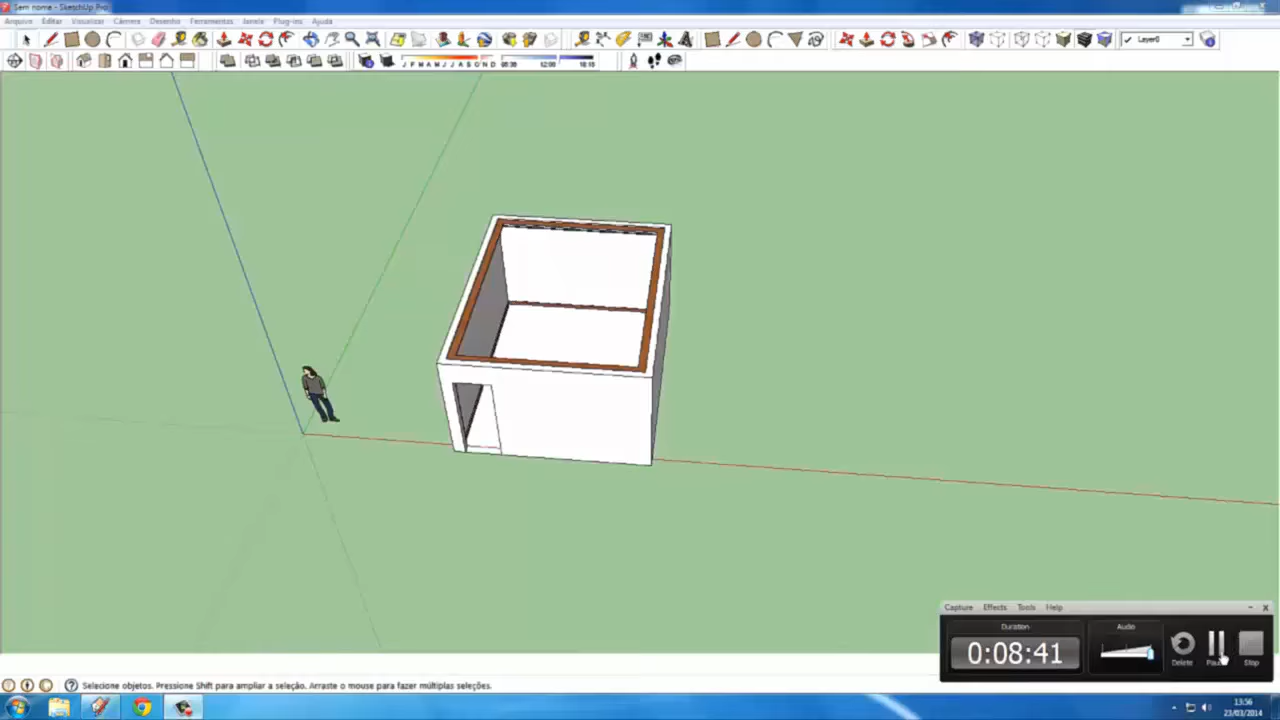 Sem nome - SketchUp Pro
Arquivo Editar Visualizar Câmera Desenho Ferramentas Janela Plug-ins Ajuda
Layer0
J F M A M J J A S O N D
12:00
Capture Effects Tools Help
Duration Audio
0:08:41
Delete Stop
Selecione objetos. Pressione Shift para ampliar a seleção. Arraste o mouse para fazer múltiplas seleções.
13:56
23/03/2014